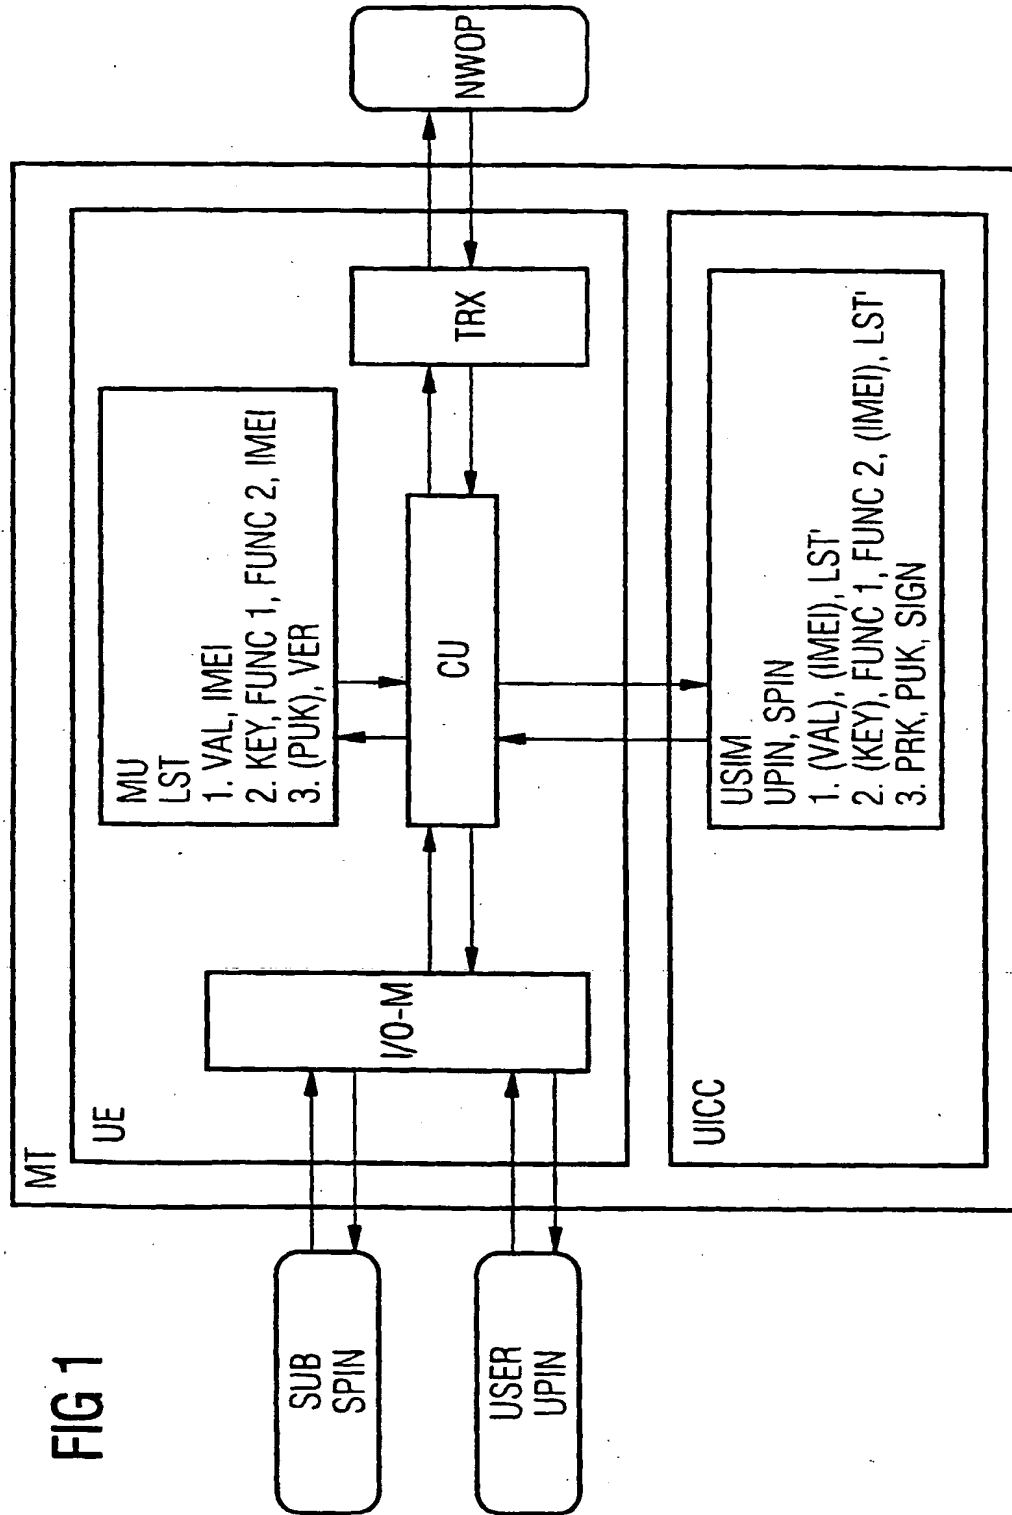 FIG 1
MT
UE
MU
LST
1. VAL, IMEI
2. KEY, FUNC 1, FUNC 2, IMEI
3. (PUK), VER
SUB
SPIN
I/O-M
CU
TRX
NWOP
USER
UPIN
UICC
USIM
UPIN, SPIN
1. (VAL), (IMEI), LST'
2. (KEY), FUNC 1, FUNC 2, (IMEI), LST'
3. PRK, PUK, SIGN